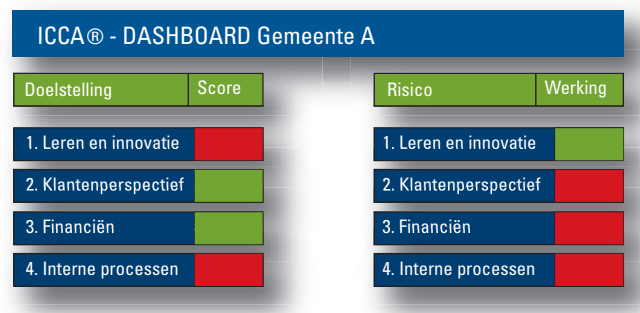 ICCA® - DASHBOARD Gemeente A
Doelstelling Score
1. Leren en innovatie
2. Klantenperspectief
3. Financiën
4. Interne processen
Risico Werking
1. Leren en innovatie
2. Klantenperspectief
3. Financiën
4. Interne processen